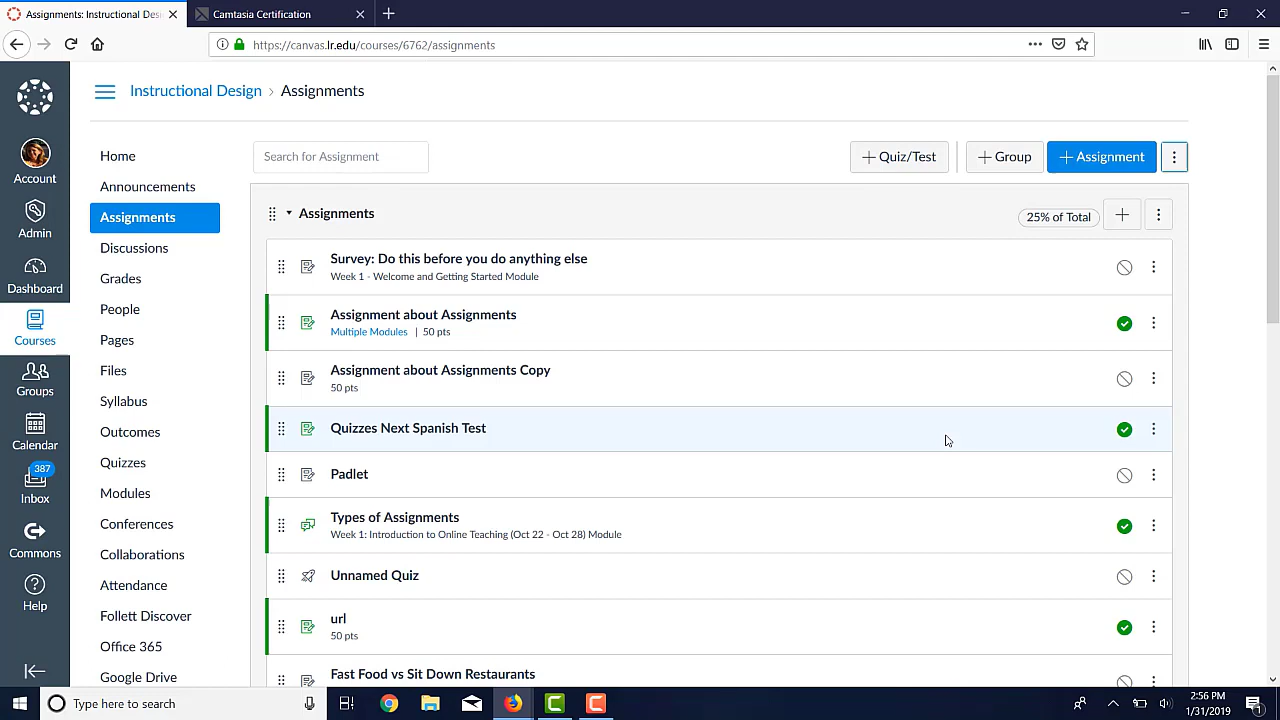 Assignments: Instructional Desi
Camtasia Certification
https://canvas.lr.edu/courses/6762/assignments
Instructional Design › Assignments
Account
Admin
Dashboard
Courses
Groups
Calendar
387
Inbox
Commons
Help
Home
Announcements
Assignments
Discussions
Grades
People
Pages
Files
Syllabus
Outcomes
Quizzes
Modules
Conferences
Collaborations
Attendance
Follett Discover
Office 365
Google Drive
Search for Assignment
+ Quiz/Test
+ Group
+ Assignment
Assignments
25% of Total
Survey: Do this before you do anything else
Week 1 - Welcome and Getting Started Module
Assignment about Assignments
Multiple Modules | 50 pts
Assignment about Assignments Copy
50 pts
Quizzes Next Spanish Test
Padlet
Types of Assignments
Week 1: Introduction to Online Teaching (Oct 22 - Oct 28) Module
Unnamed Quiz
url
50 pts
Fast Food vs Sit Down Restaurants
Type here to search
2:56 PM
1/31/2019